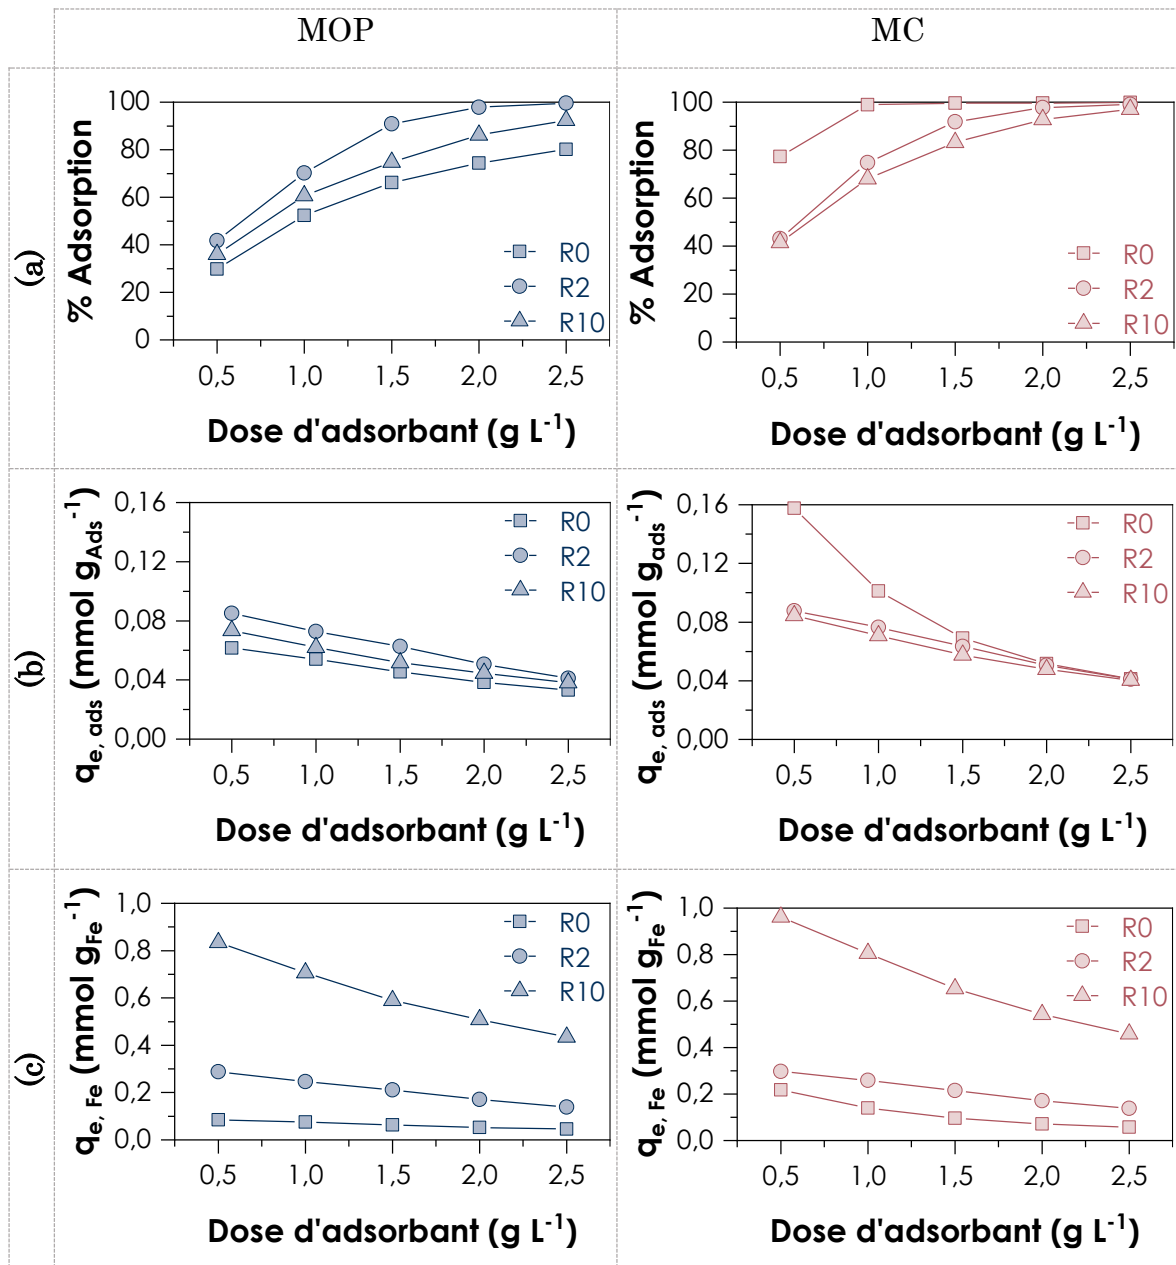 MOP
MC
(a)
% Adsorption
100
80
60
40
20
0
R0
R2
R10
0,5 1,0 1,5 2,0 2,5
Dose d'adsorbant (g L⁻¹)
% Adsorption
100
80
60
40
20
0
R0
R2
R10
0,5 1,0 1,5 2,0 2,5
Dose d'adsorbant (g L⁻¹)
(b)
qe, ads (mmol gAds⁻¹)
0,16
0,12
0,08
0,04
0,00
R0
R2
R10
0,5 1,0 1,5 2,0 2,5
Dose d'adsorbant (g L⁻¹)
qe, ads (mmol gads⁻¹)
0,16
0,12
0,08
0,04
0,00
R0
R2
R10
0,5 1,0 1,5 2,0 2,5
Dose d'adsorbant (g L⁻¹)
(c)
qe, Fe (mmol gFe⁻¹)
1,0
0,8
0,6
0,4
0,2
0,0
R0
R2
R10
0,5 1,0 1,5 2,0 2,5
Dose d'adsorbant (g L⁻¹)
qe, Fe (mmol gFe⁻¹)
1,0
0,8
0,6
0,4
0,2
0,0
R0
R2
R10
0,5 1,0 1,5 2,0 2,5
Dose d'adsorbant (g L⁻¹)